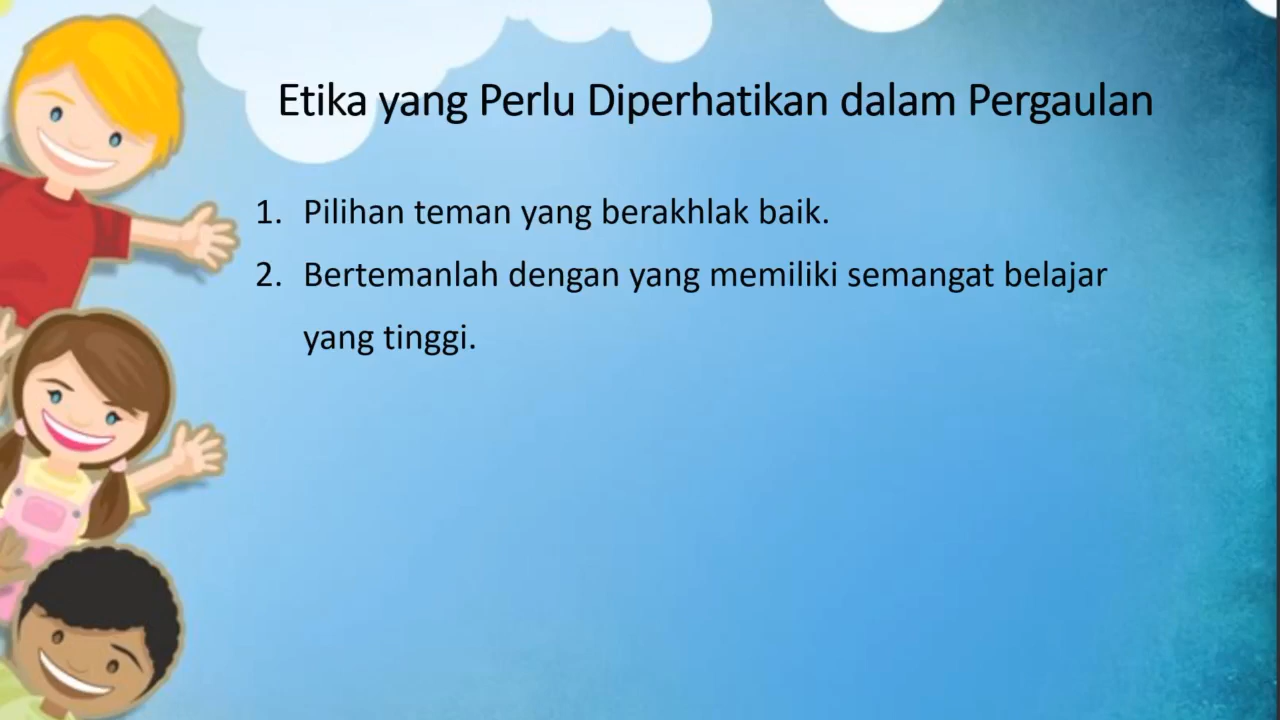 Etika yang Perlu Diperhatikan dalam Pergaulan
1. Pilihan teman yang berakhlak baik.
2. Bertemanlah dengan yang memiliki semangat belajar
yang tinggi.